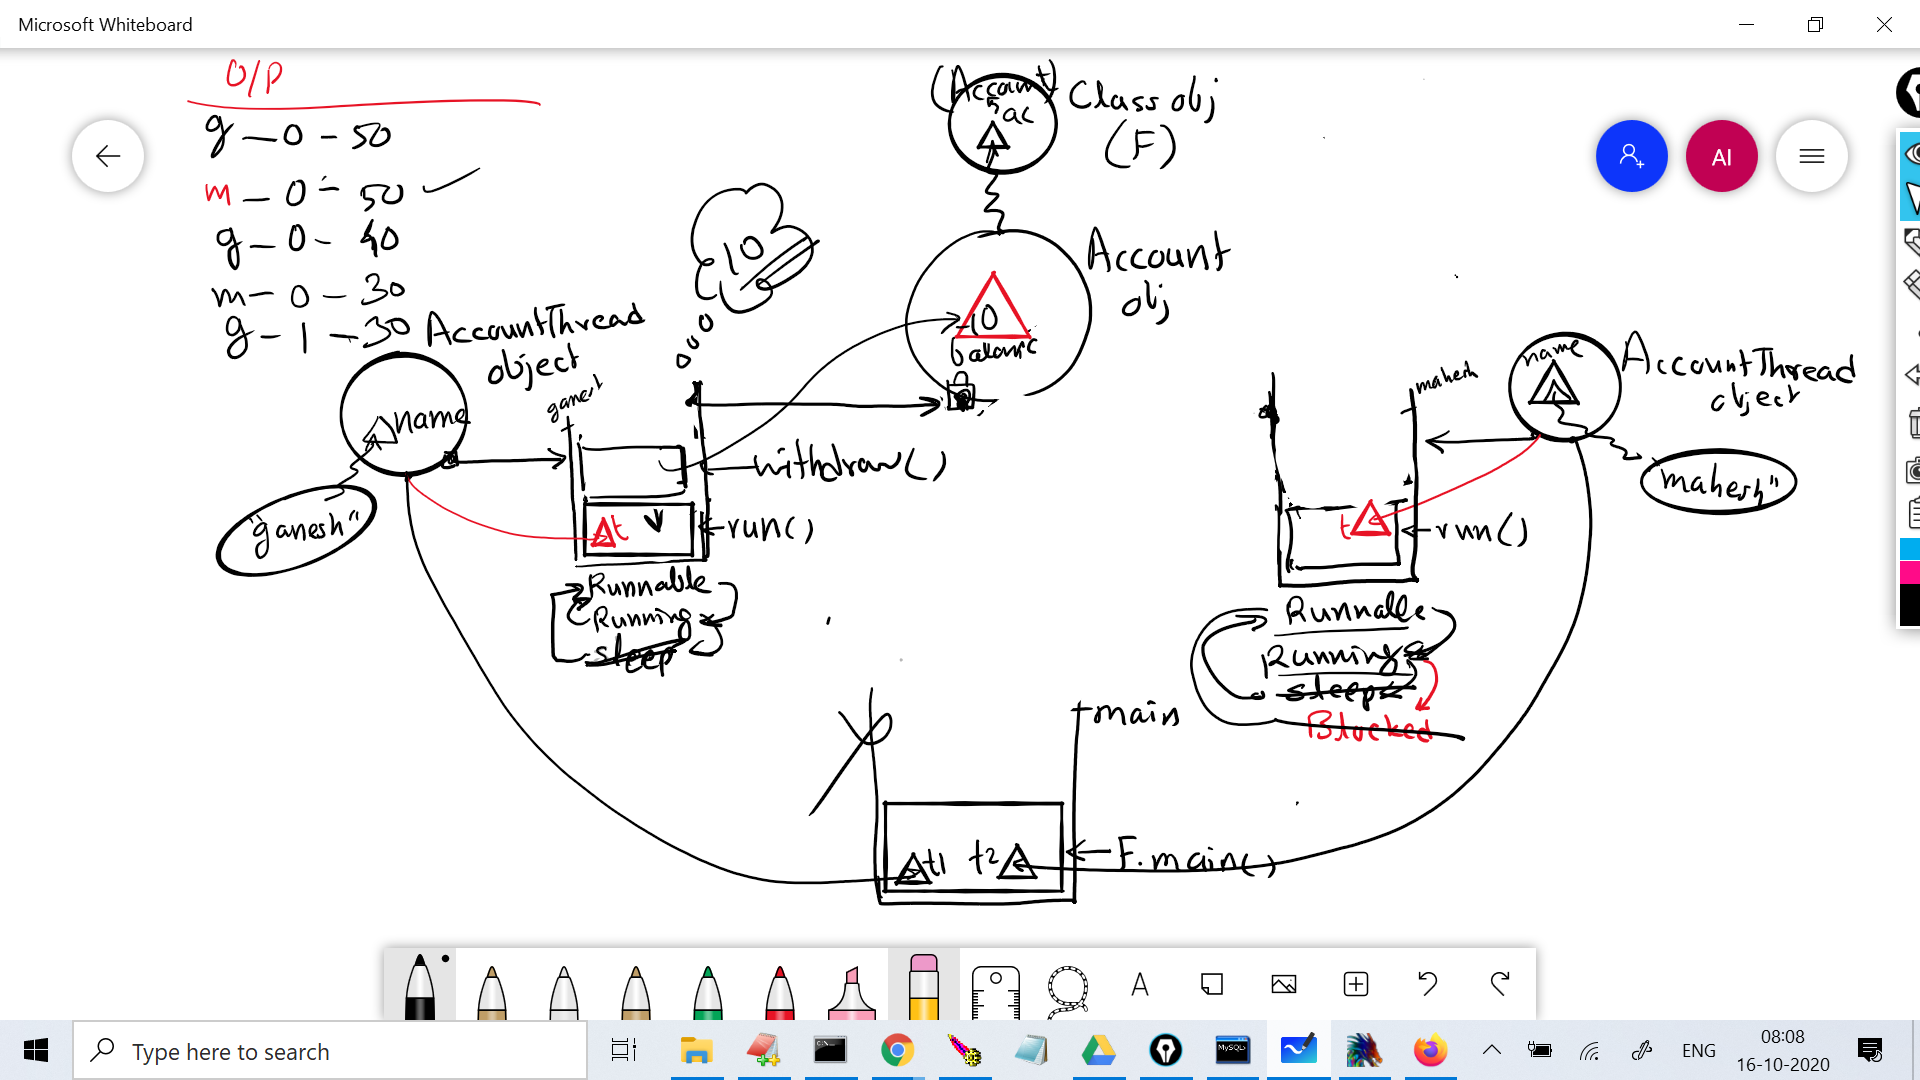 Microsoft Whiteboard
O/P
g - 0 - 50
m - 0 - 50
g - 0 - 40
m - 0 - 30
g - 1 - 30
(Account)
ac
Class obj
(F)
10
Account
obj
10
balance
AccountThread
object
name
"ganesh"
ganesh
withdraw()
t
run()
Runnable
Running
sleep
AI
mahesh
name
AccountThread
object
"mahesh"
t
run()
Runnable
Running
sleep
Blocked
main
t1 t2
F.main()
Type here to search
MySQL
ENG
08:08
16-10-2020